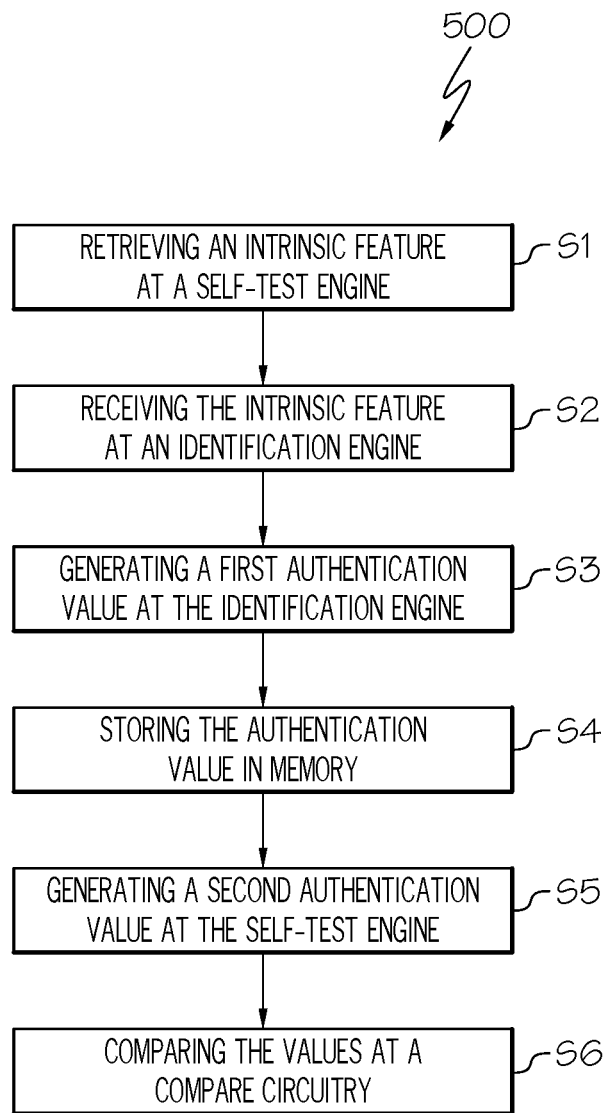 500
RETRIEVING AN INTRINSIC FEATURE
AT A SELF-TEST ENGINE
S1
RECEIVING THE INTRINSIC FEATURE
AT AN IDENTIFICATION ENGINE
S2
GENERATING A FIRST AUTHENTICATION
VALUE AT THE IDENTIFICATION ENGINE
S3
STORING THE AUTHENTICATION
VALUE IN MEMORY
S4
GENERATING A SECOND AUTHENTICATION
VALUE AT THE SELF-TEST ENGINE
S5
COMPARING THE VALUES AT A
COMPARE CIRCUITRY
S6